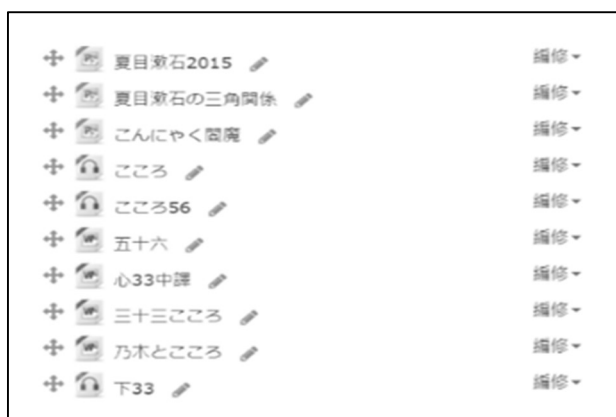 夏目漱石2015 編修
夏目漱石の三角関係 編修
こんにゃく閻魔 編修
こころ 編修
こころ56 編修
五十六 編修
心33中譯 編修
三十三こころ 編修
乃木とこころ 編修
下33 編修